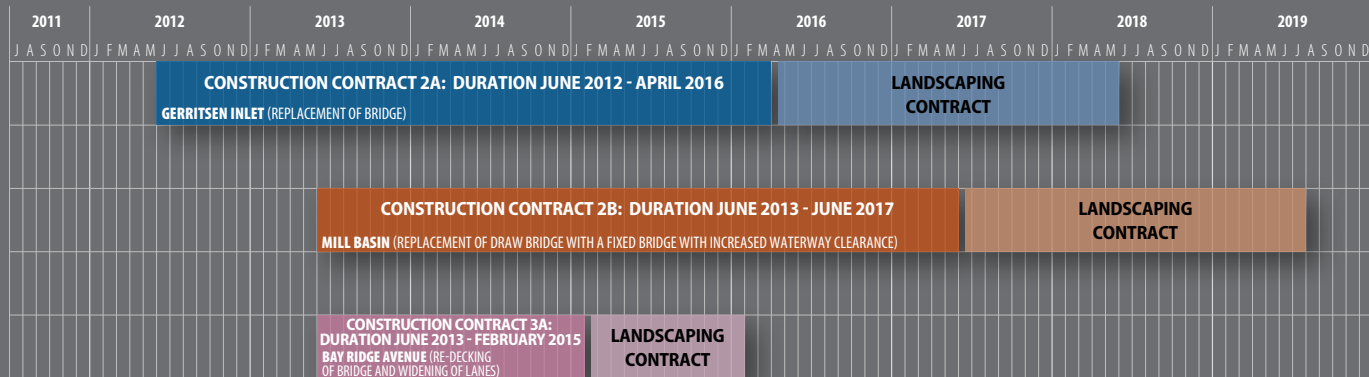 2011 2012 2013 2014 2015 2016 2017 2018 2019
J A S O N D J F M A M J J A S O N D J F M A M J J A S O N D J F M A M J J A S O N D J F M A M J J A S O N D J F M A M J J A S O N D J F M A M J J A S O N D J F M A M J J A S O N D J F M A M J J A S O N D
CONSTRUCTION CONTRACT 2A: DURATION JUNE 2012 - APRIL 2016
GERRITSEN INLET (REPLACEMENT OF BRIDGE)
LANDSCAPING
CONTRACT
CONSTRUCTION CONTRACT 2B: DURATION JUNE 2013 - JUNE 2017
MILL BASIN (REPLACEMENT OF DRAW BRIDGE WITH A FIXED BRIDGE WITH INCREASED WATERWAY CLEARANCE)
LANDSCAPING
CONTRACT
CONSTRUCTION CONTRACT 3A:
DURATION JUNE 2013 - FEBRUARY 2015
BAY RIDGE AVENUE (RE-DECKING
OF BRIDGE AND WIDENING OF LANES)
LANDSCAPING
CONTRACT